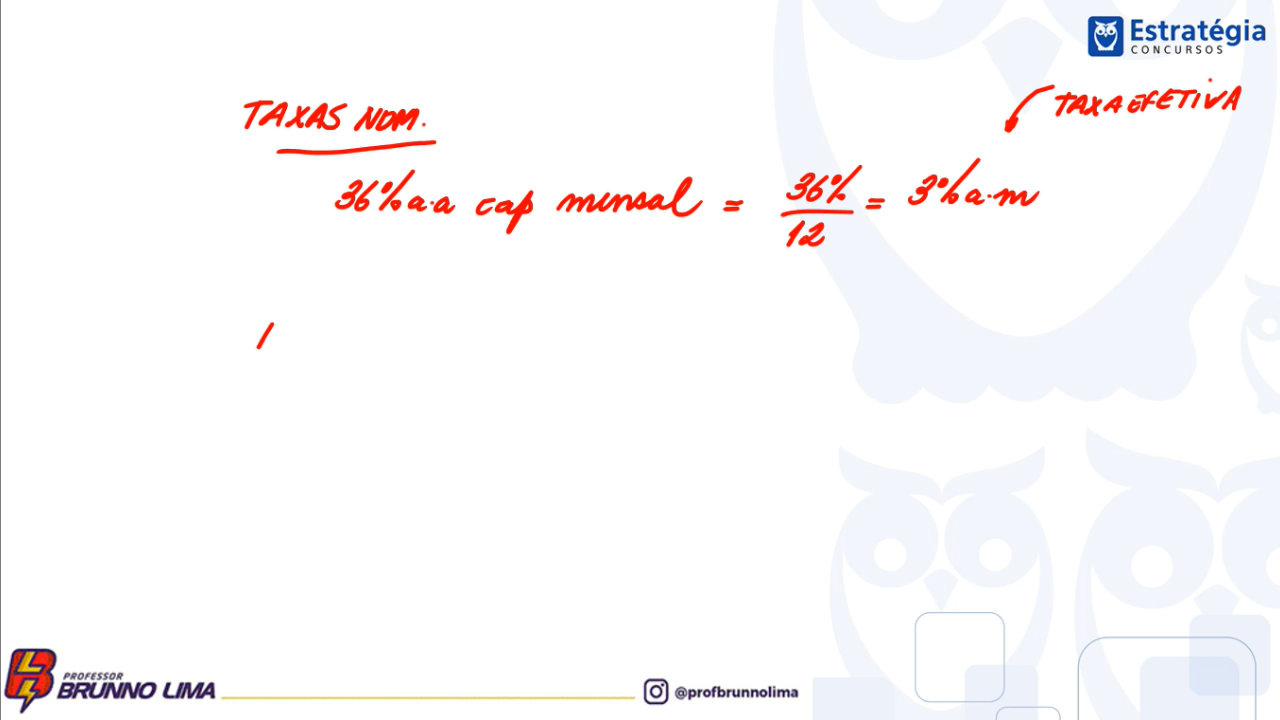 Estratégia
CONCURSOS
TAXA EFETIVA
TAXAS NOM.
36% a.a cap mensal = 36% / 12 = 3% a.m
PROFESSOR
BRUNNO LIMA
@profbrunnolima